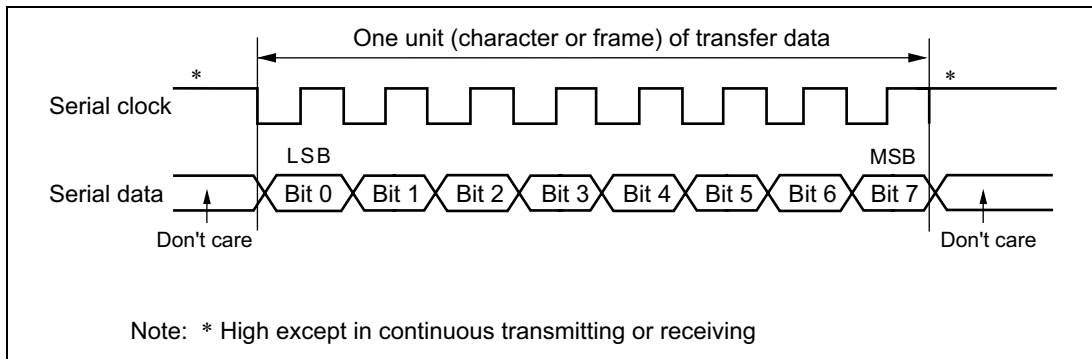 One unit (character or frame) of transfer data
* *
Serial clock
LSB MSB
Serial data Bit 0 Bit 1 Bit 2 Bit 3 Bit 4 Bit 5 Bit 6 Bit 7
Don't care Don't care
Note: * High except in continuous transmitting or receiving